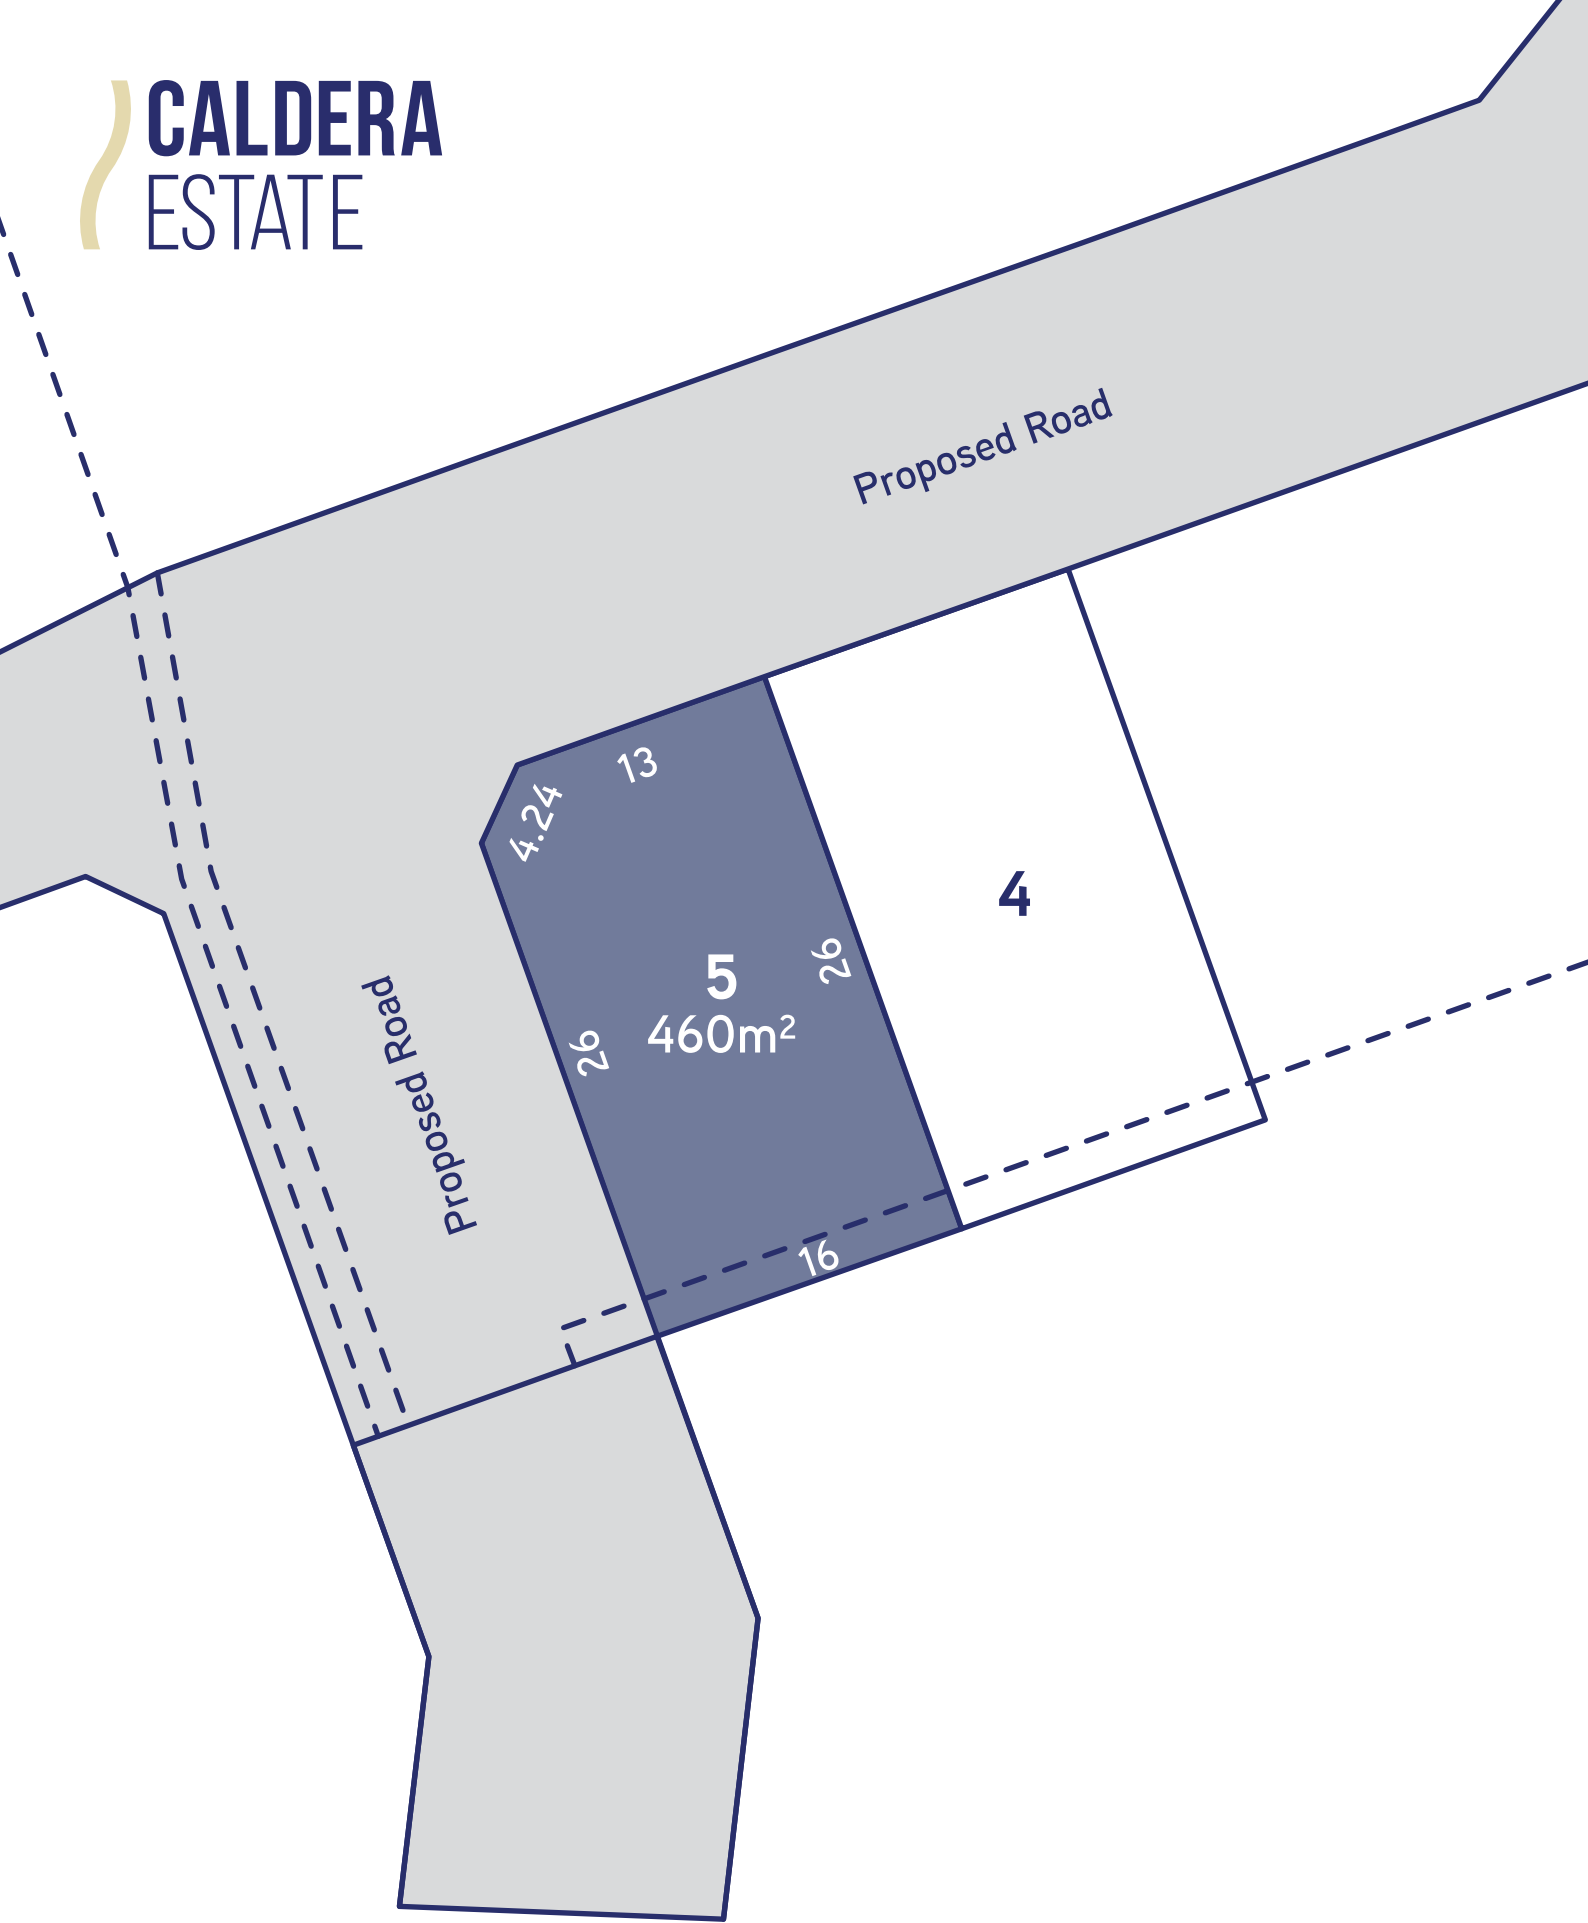 CALDERA
ESTATE
Proposed Road
13
4.24
4
5
460m²
26
26
Proposed Road
16